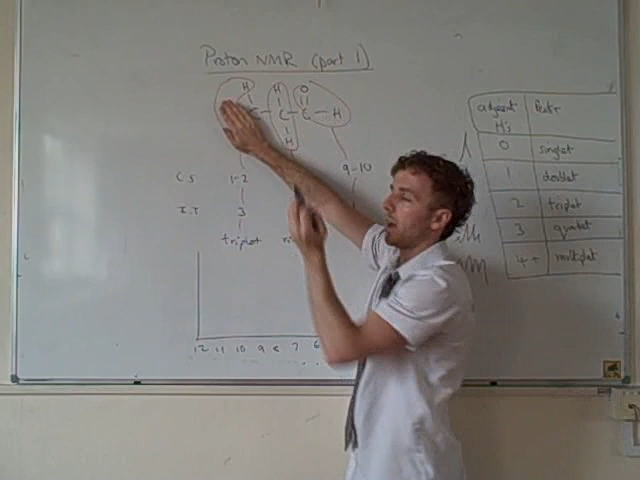 Proton NMR (part 1)
H H O
C - C - C - H
H
9-10
C.S 1-2
I.T 3
triplet
12 11 10 9 8 7 6
adjacent H's Peak
0 singlet
1 doublet
2 triplet
3 quartet
4+ multiplet